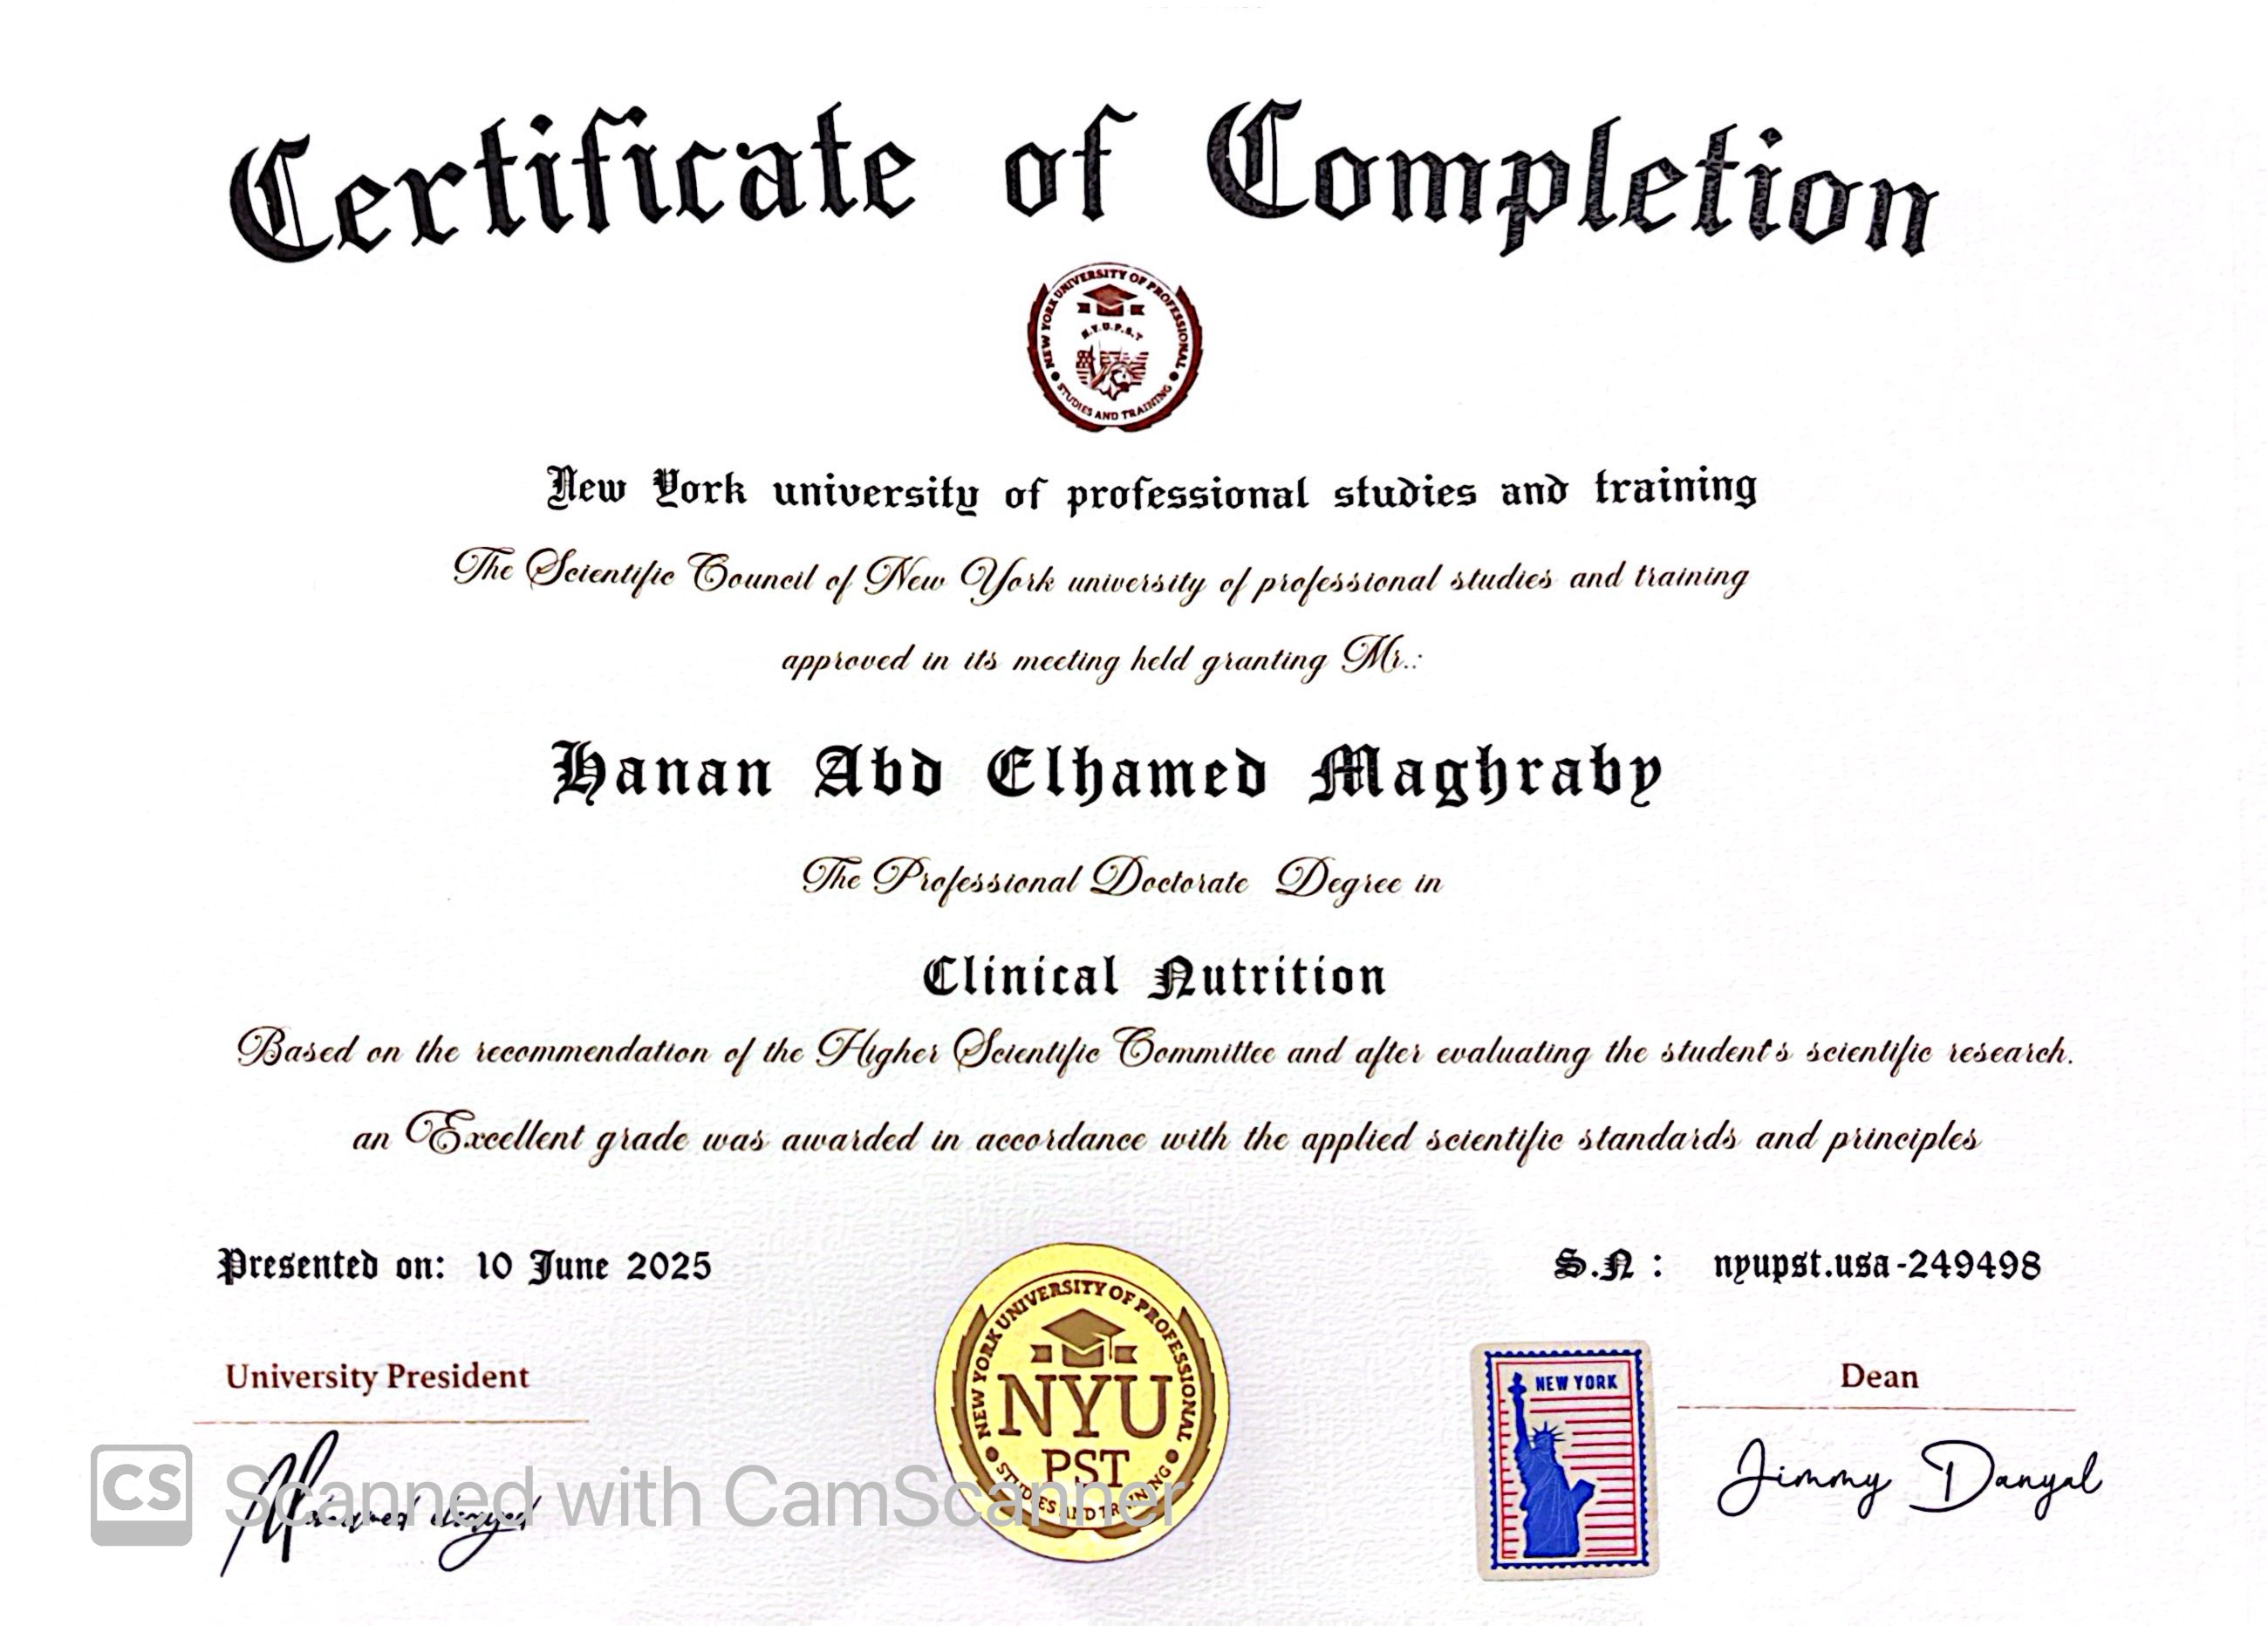 Certificate of Completion
NEW YORK UNIVERSITY OF PROFESSIONAL
N.Y.U.P.S.T
STUDIES AND TRAINING
New York university of professional studies and training
The Scientific Council of New York university of professional studies and training
approved in its meeting held granting Mr.:
Hanan Abd Elhamed Maghraby
The Professional Doctorate Degree in
Clinical Nutrition
Based on the recommendation of the Higher Scientific Committee and after evaluating the student's scientific research.
an Excellent grade was awarded in accordance with the applied scientific standards and principles
Presented on: 10 June 2025
S.N : nyupst.usa-249498
NEW YORK UNIVERSITY OF PROFESSIONAL
NYU
PST
STUDIES AND TRAINING
University President
NEW YORK
Dean
Jimmy Danyal
CS Scanned with CamScanner